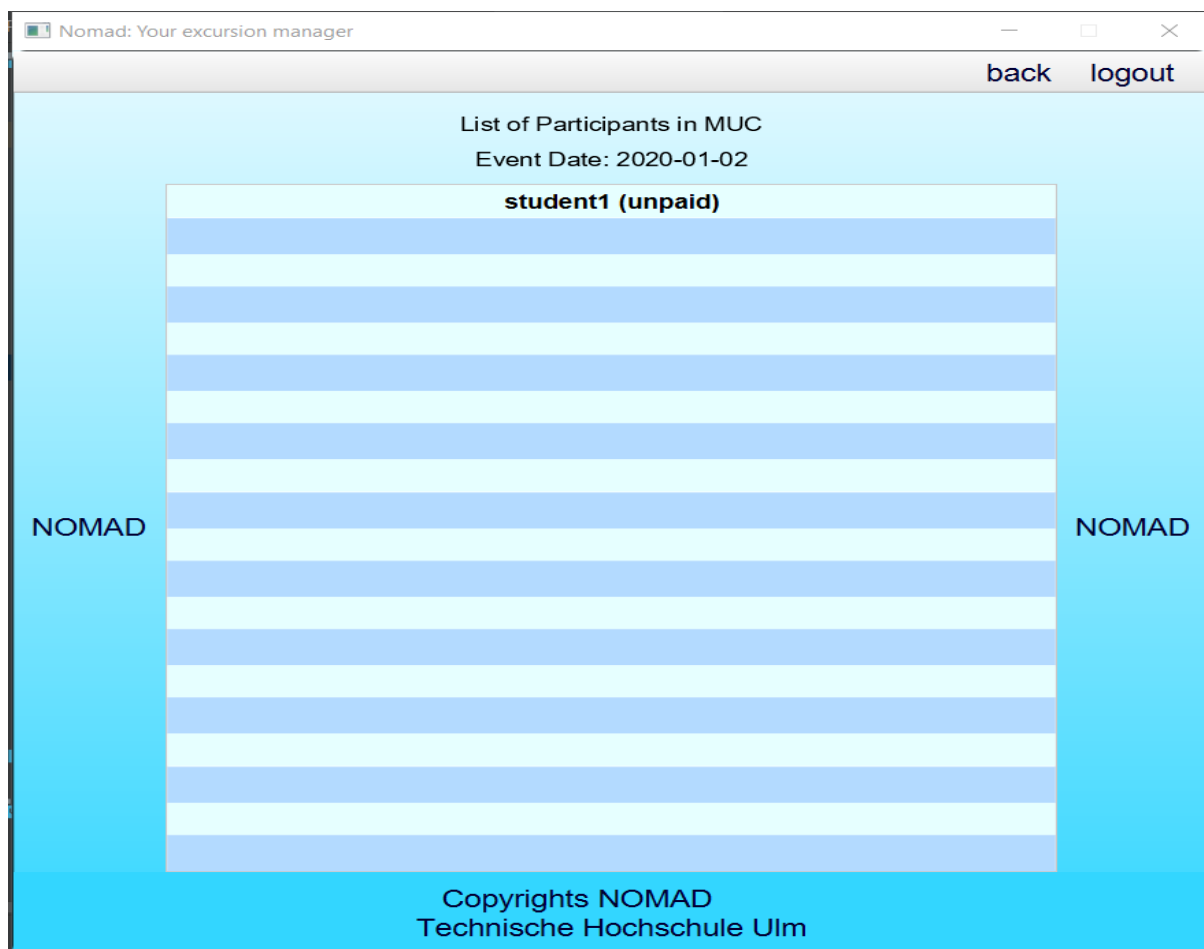 Nomad: Your excursion manager
back logout
List of Participants in MUC
Event Date: 2020-01-02
student1 (unpaid)
NOMAD NOMAD
Copyrights NOMAD
Technische Hochschule Ulm